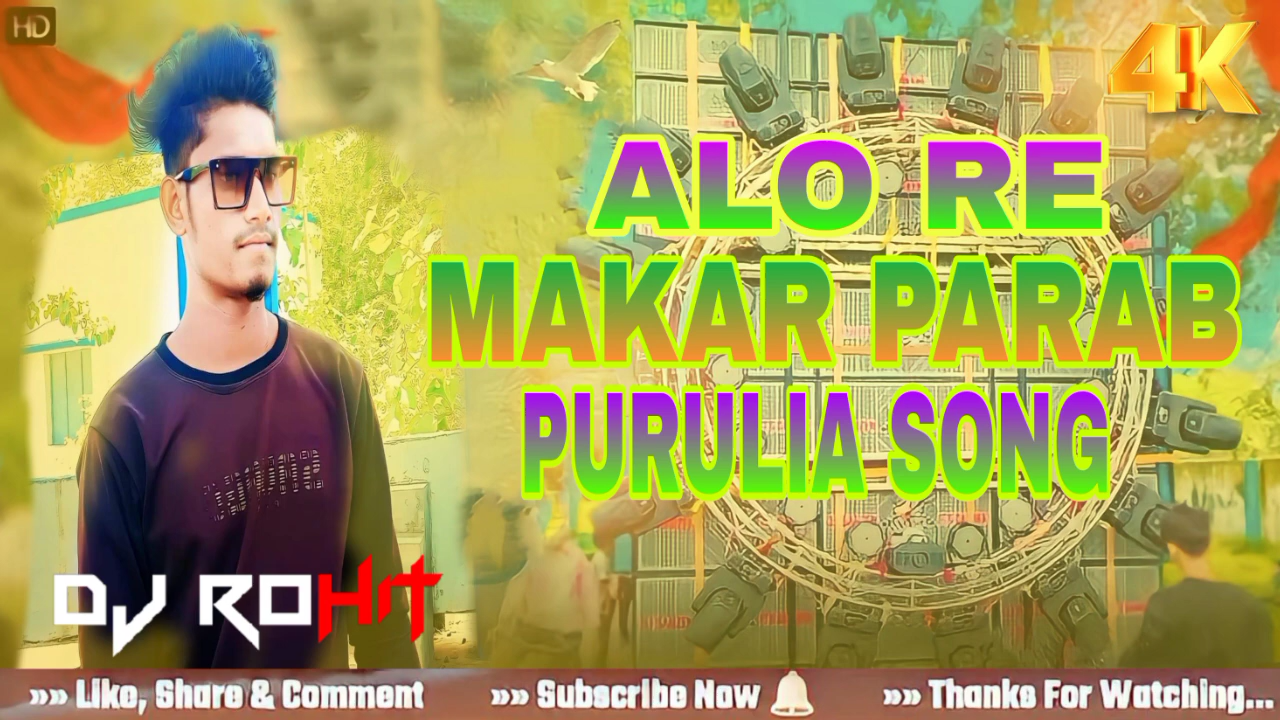 HD
4K
ALO RE
MAKAR PARAB
PURULIA SONG
DJ ROHIT
»» Like, Share & Comment »» Subscribe Now »» Thanks For Watching...